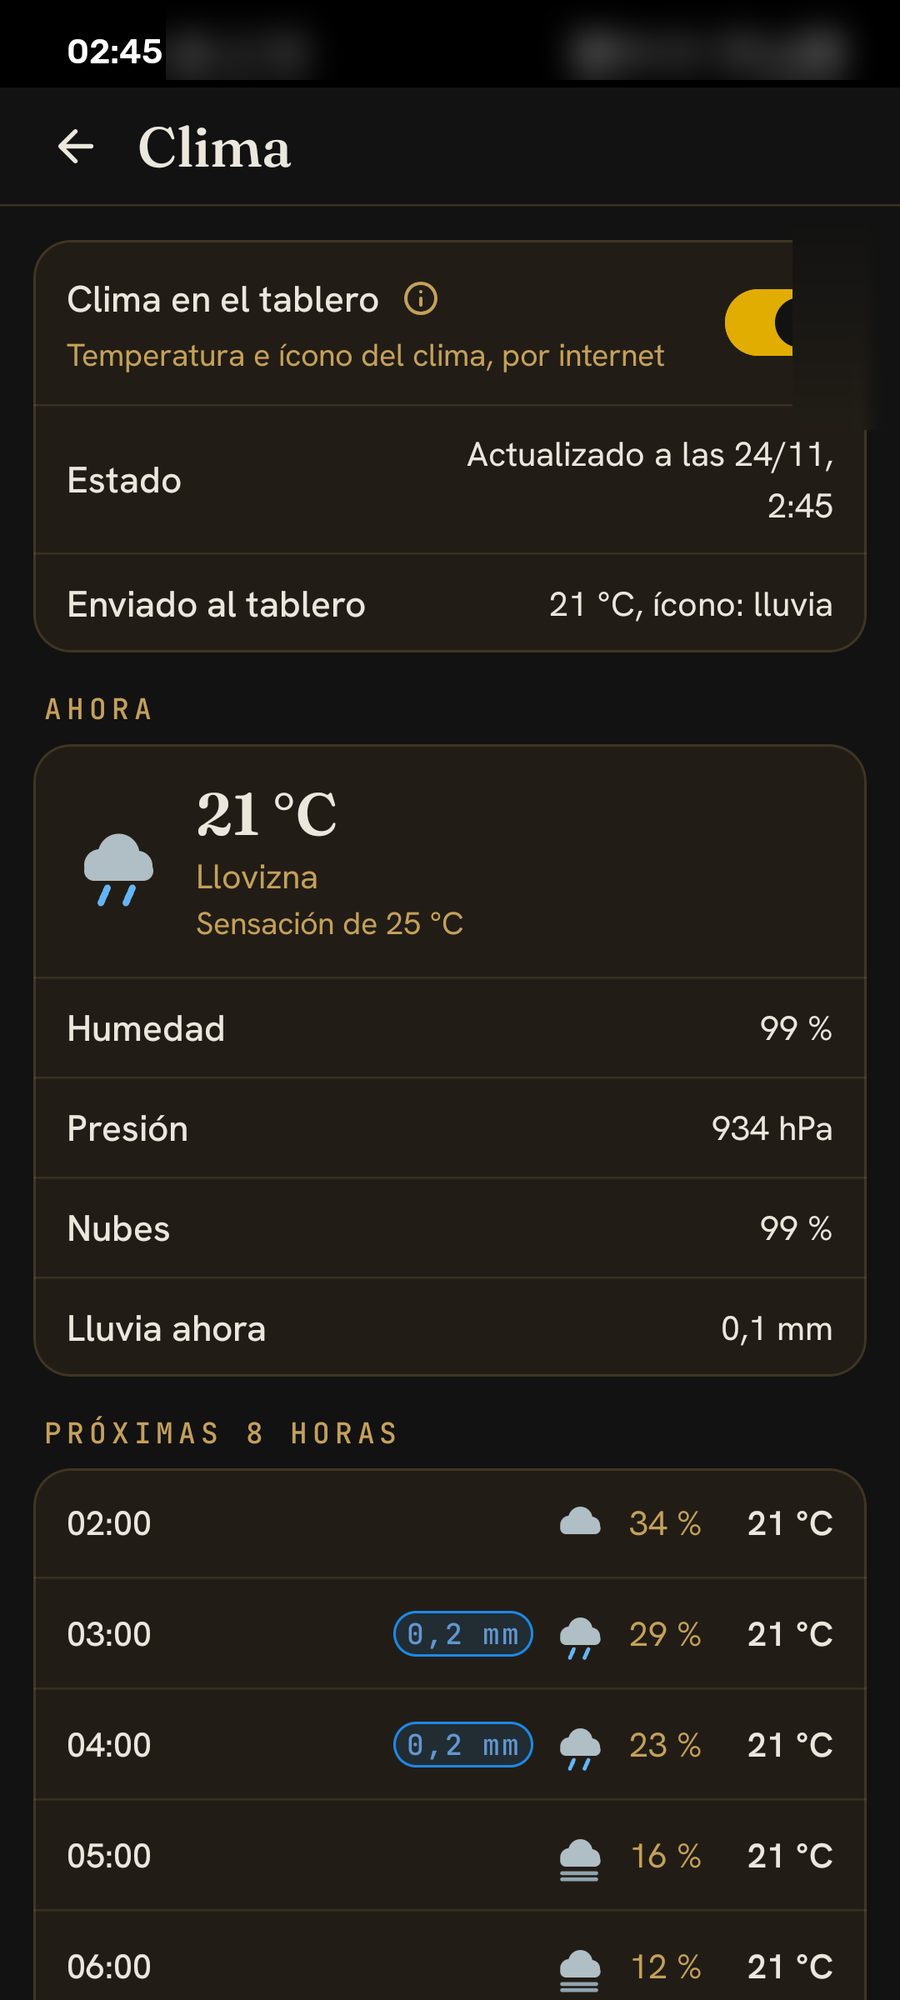 02:45
Clima
Clima en el tablero
Temperatura e ícono del clima, por internet
Estado
Actualizado a las 24/11,
2:45
Enviado al tablero
21 °C, ícono: lluvia
AHORA
21 °C
Llovizna
Sensación de 25 °C
Humedad
99 %
Presión
934 hPa
Nubes
99 %
Lluvia ahora
0,1 mm
PRÓXIMAS 8 HORAS
02:00 34 % 21 °C
03:00 0,2 mm 29 % 21 °C
04:00 0,2 mm 23 % 21 °C
05:00 16 % 21 °C
06:00 12 % 21 °C